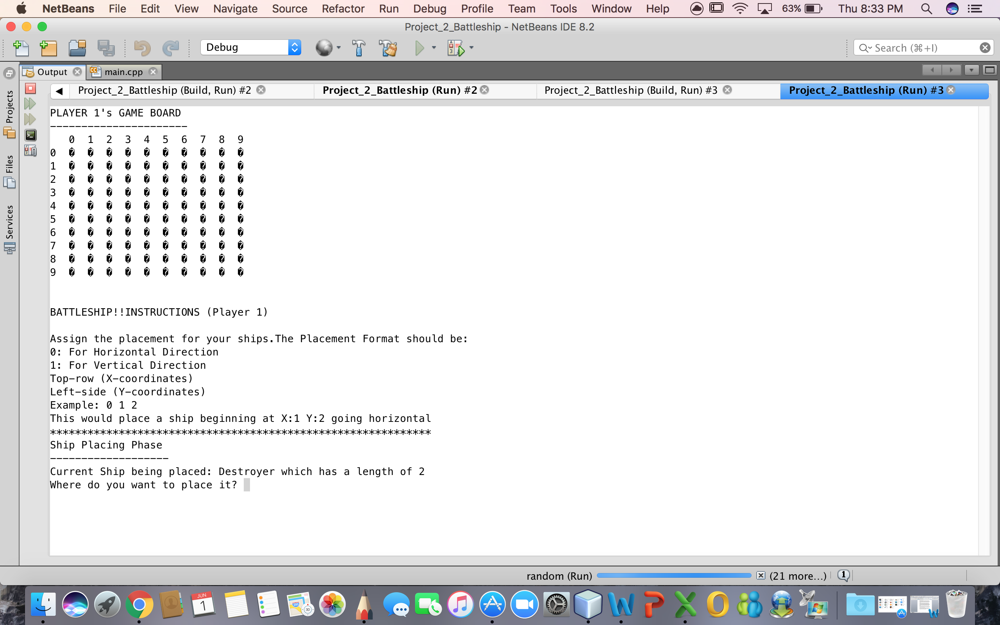 NetBeans File Edit View Navigate Source Refactor Run Debug Profile Team Tools Window Help 63% Thu 8:33 PM
Project_2_Battleship - NetBeans IDE 8.2
Debug Search (⌘+I)
Output main.cpp
Project_2_Battleship (Build, Run) #2 Project_2_Battleship (Run) #2 Project_2_Battleship (Build, Run) #3 Project_2_Battleship (Run) #3
Projects
Files
Services
PLAYER 1's GAME BOARD
----------------------
0 1 2 3 4 5 6 7 8 9
0 � � � � � � � � � �
1 � � � � � � � � � �
2 � � � � � � � � � �
3 � � � � � � � � � �
4 � � � � � � � � � �
5 � � � � � � � � � �
6 � � � � � � � � � �
7 � � � � � � � � � �
8 � � � � � � � � � �
9 � � � � � � � � � �
BATTLESHIP!!INSTRUCTIONS (Player 1)
Assign the placement for your ships.The Placement Format should be:
0: For Horizontal Direction
1: For Vertical Direction
Top-row (X-coordinates)
Left-side (Y-coordinates)
Example: 0 1 2
This would place a ship beginning at X:1 Y:2 going horizontal
*************************************************************
Ship Placing Phase
-------------------
Current Ship being placed: Destroyer which has a length of 2
Where do you want to place it?
random (Run) (21 more...) 1
JUN
1
280
3D